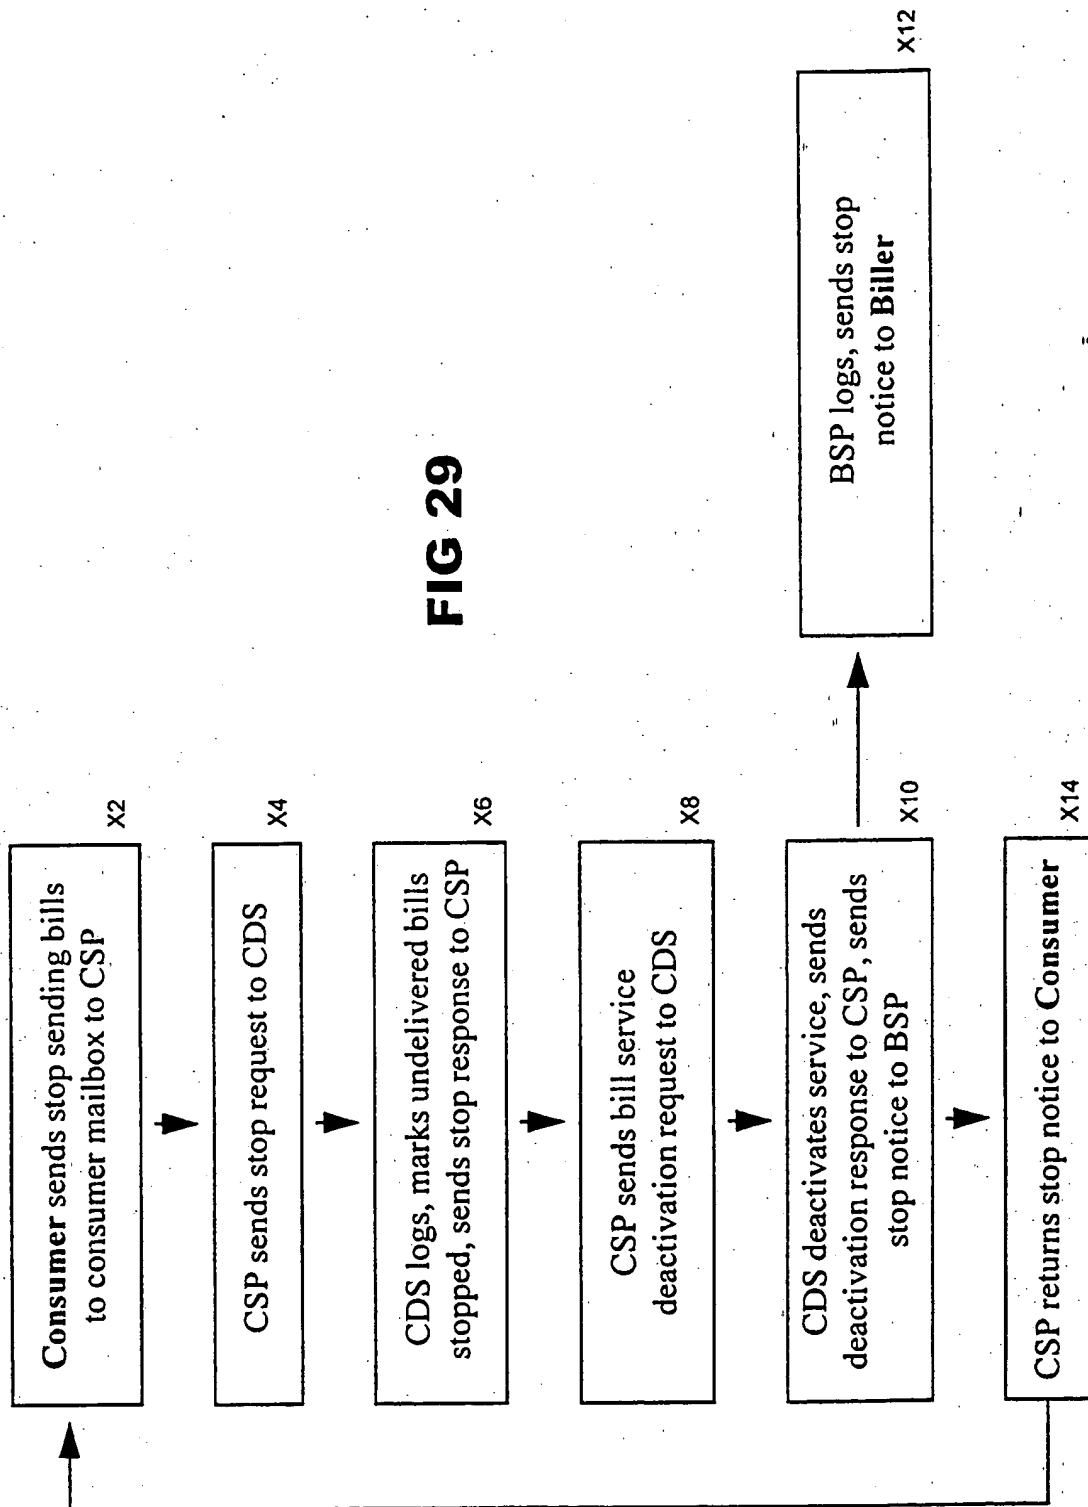 Consumer sends stop sending bills
to consumer mailbox to CSP
X2
CSP sends stop request to CDS
X4
CDS logs, marks undelivered bills
stopped, sends stop response to CSP
X6
CSP sends bill service
deactivation request to CDS
X8
CDS deactivates service, sends
deactivation response to CSP, sends
stop notice to BSP
X10
BSP logs, sends stop
notice to Biller
X12
CSP returns stop notice to Consumer
X14
FIG 29